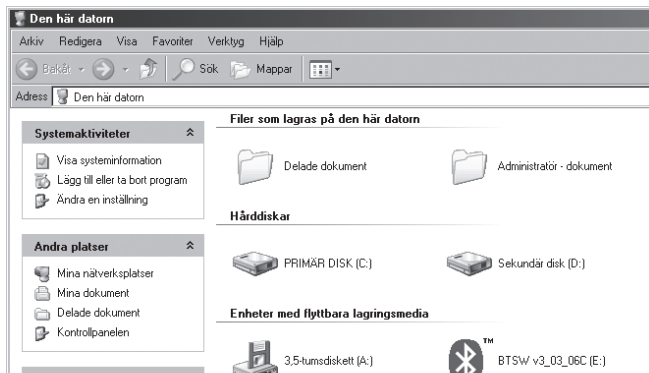 Den här datorn
Arkiv Redigera Visa Favoriter Verktyg Hjälp
Bakåt Sök Mappar
Adress Den här datorn
Systemaktiviteter
Visa systeminformation
Lägg till eller ta bort program
Ändra en inställning
Andra platser
Mina nätverksplatser
Mina dokument
Delade dokument
Kontrollpanelen
Filer som lagras på den här datorn
Delade dokument Administratör - dokument
Hårddiskar
PRIMÄR DISK (C:) Sekundär disk (D:)
Enheter med flyttbara lagringsmedia
3,5-tumsdiskett (A:) TM BTSW v3_03_06C (E:)